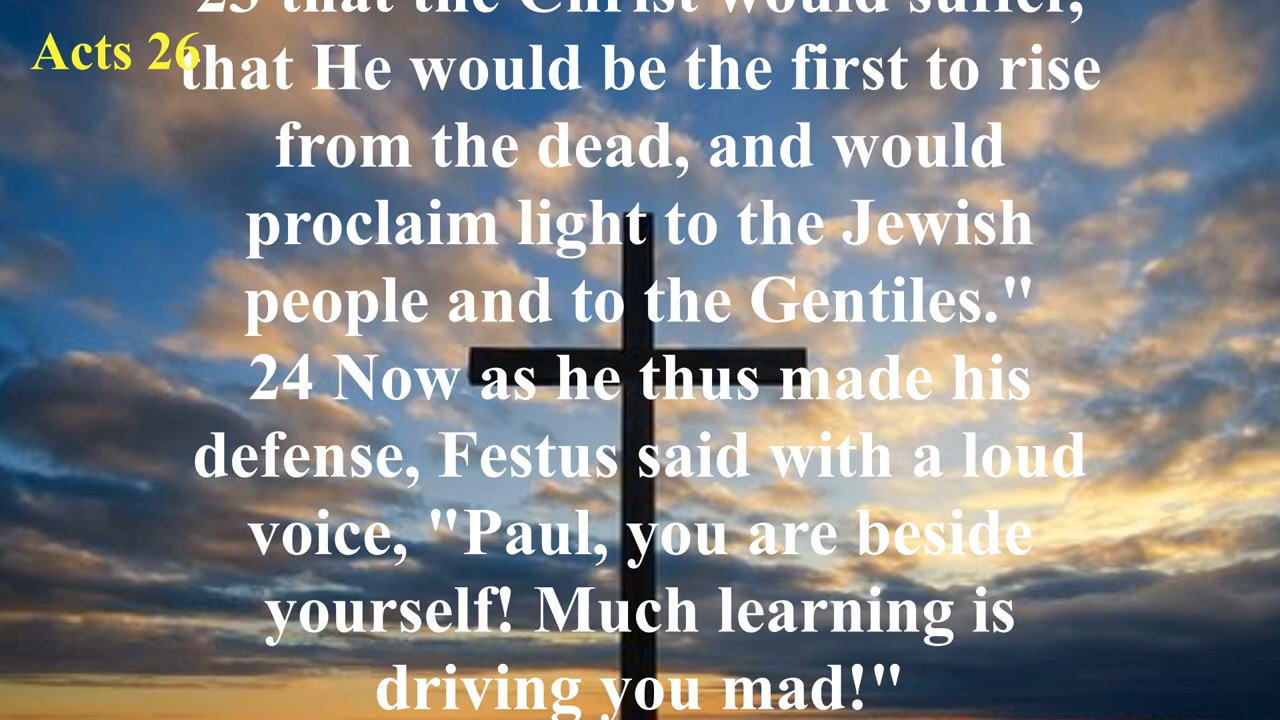 23 that the Christ would suffer,
Acts 26
that He would be the first to rise
from the dead, and would
proclaim light to the Jewish
people and to the Gentiles."
24 Now as he thus made his
defense, Festus said with a loud
voice, "Paul, you are beside
yourself! Much learning is
driving you mad!"